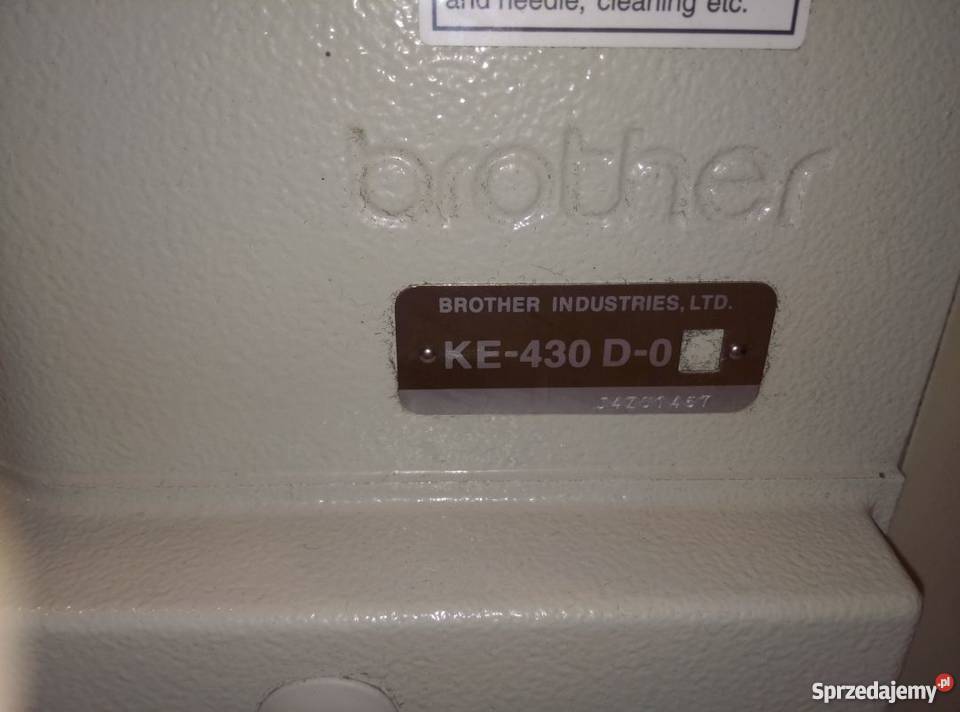 and needle, cleaning etc.
brother
BROTHER INDUSTRIES, LTD.
KE-430 D-0
Sprzedajemy.pl